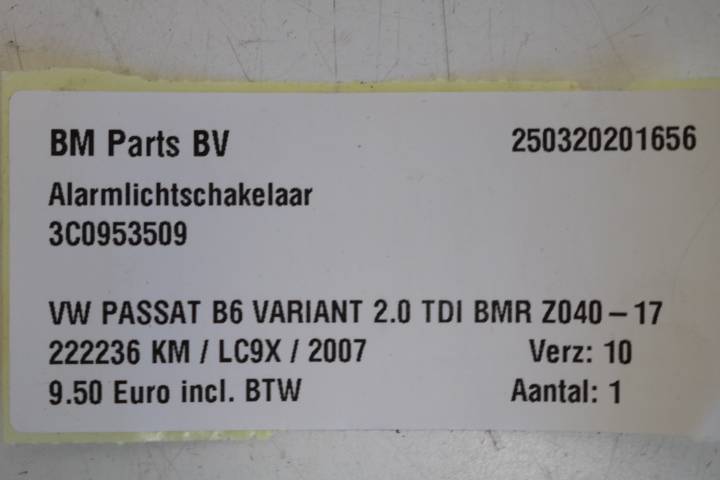 BM Parts BV 250320201656
Alarmlichtschakelaar
3C0953509
VW PASSAT B6 VARIANT 2.0 TDI BMR Z040-17
222236 KM / LC9X / 2007 Verz: 10
9.50 Euro incl. BTW Aantal: 1